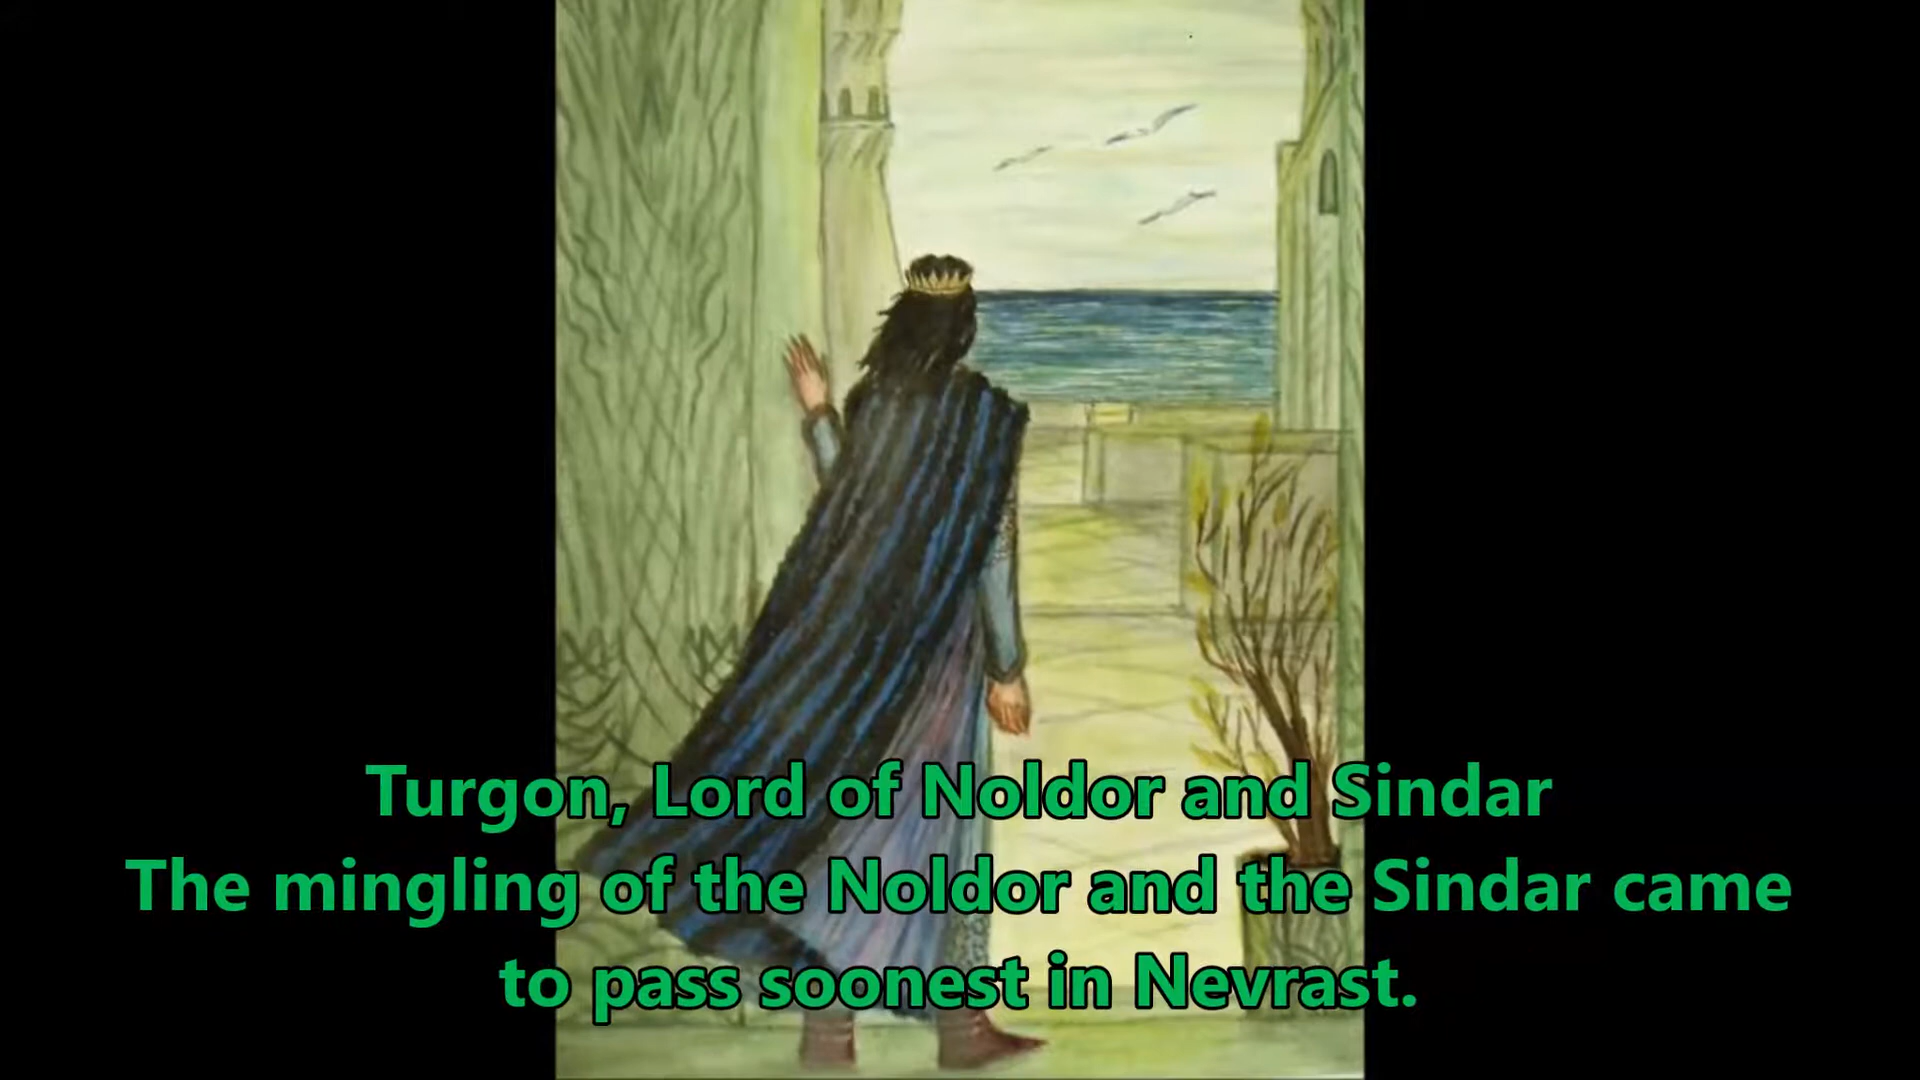 Turgon, Lord of Noldor and Sindar
The mingling of the Noldor and the Sindar came
to pass soonest in Nevrast.